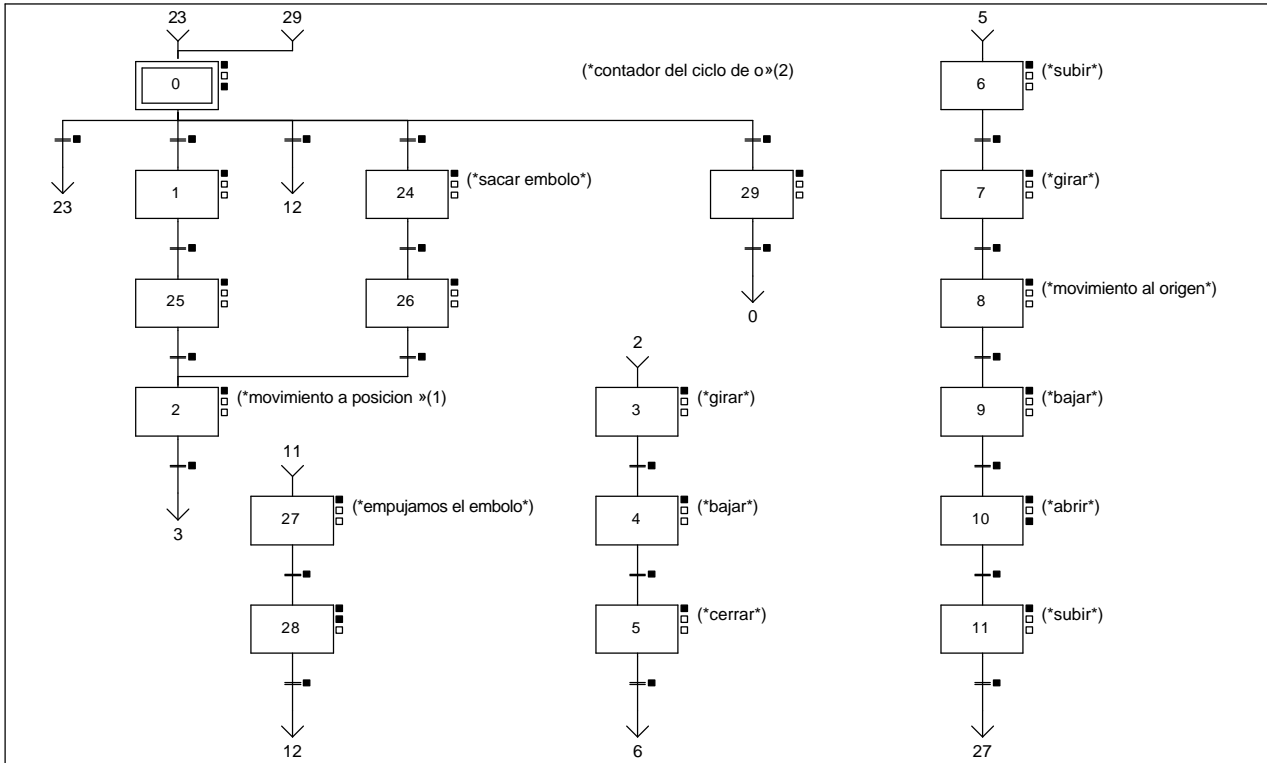 23 29 5
0 (*contador del ciclo de o»(2) 6 (*subir*)
1 24 (*sacar embolo*) 29 7 (*girar*)
23 12
25 26 8 (*movimiento al origen*)
0
2
2 (*movimiento a posicion »(1) 3 (*girar*) 9 (*bajar*)
11
27 (*empujamos el embolo*) 4 (*bajar*) 10 (*abrir*)
3
28 5 (*cerrar*) 11 (*subir*)
12 6 27